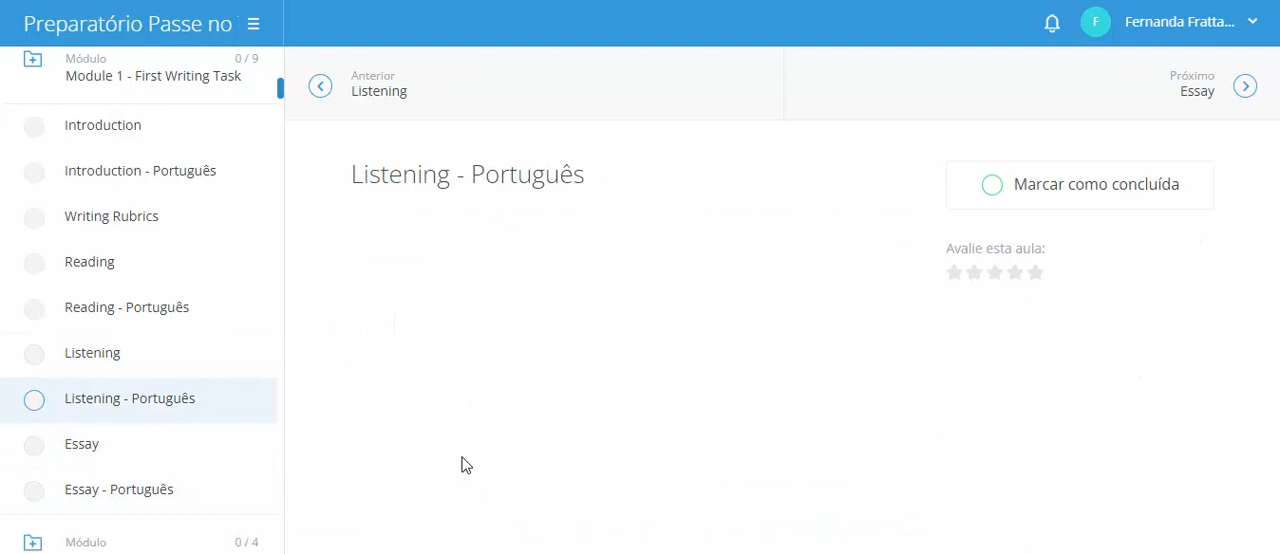 Preparatório Passe no
F
Fernanda Fratta...
Módulo
0 / 9
Module 1 - First Writing Task
Introduction
Introduction - Português
Writing Rubrics
Reading
Reading - Português
Listening
Listening - Português
Essay
Essay - Português
Módulo
0 / 4
Anterior
Listening
Próximo
Essay
Listening - Português
Marcar como concluída
Avalie esta aula: